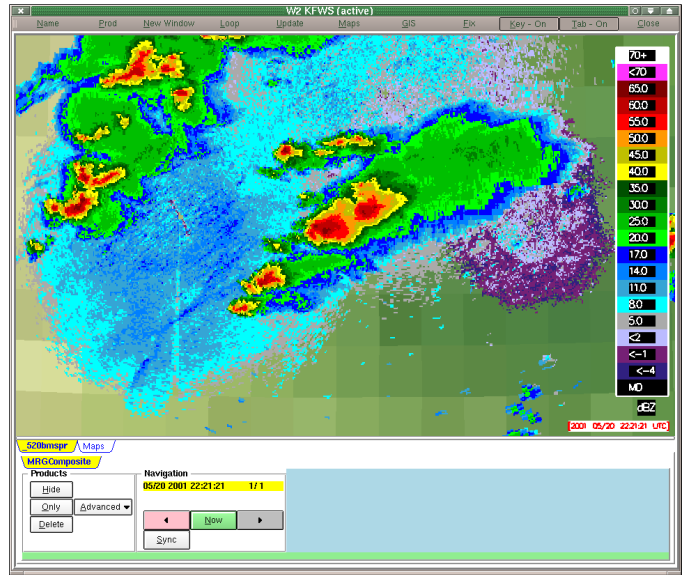 W2 KFWS (active)
Name Prod New Window Loop Update Maps GIS Fix Key - On Tab - On Close
70+
<70
65.0
60.0
55.0
50.0
45.0
40.0
35.0
30.0
25.0
20.0
17.0
14.0
11.0
8.0
5.0
<2
<-1
<-4
MD
dBZ
[2001 05/20 22:21:21 UTC]
_520bmspr Maps
MRGComposite
Products Navigation
Hide 05/20 2001 22:21:21 1/ 1
Only Advanced
Delete Now
Sync